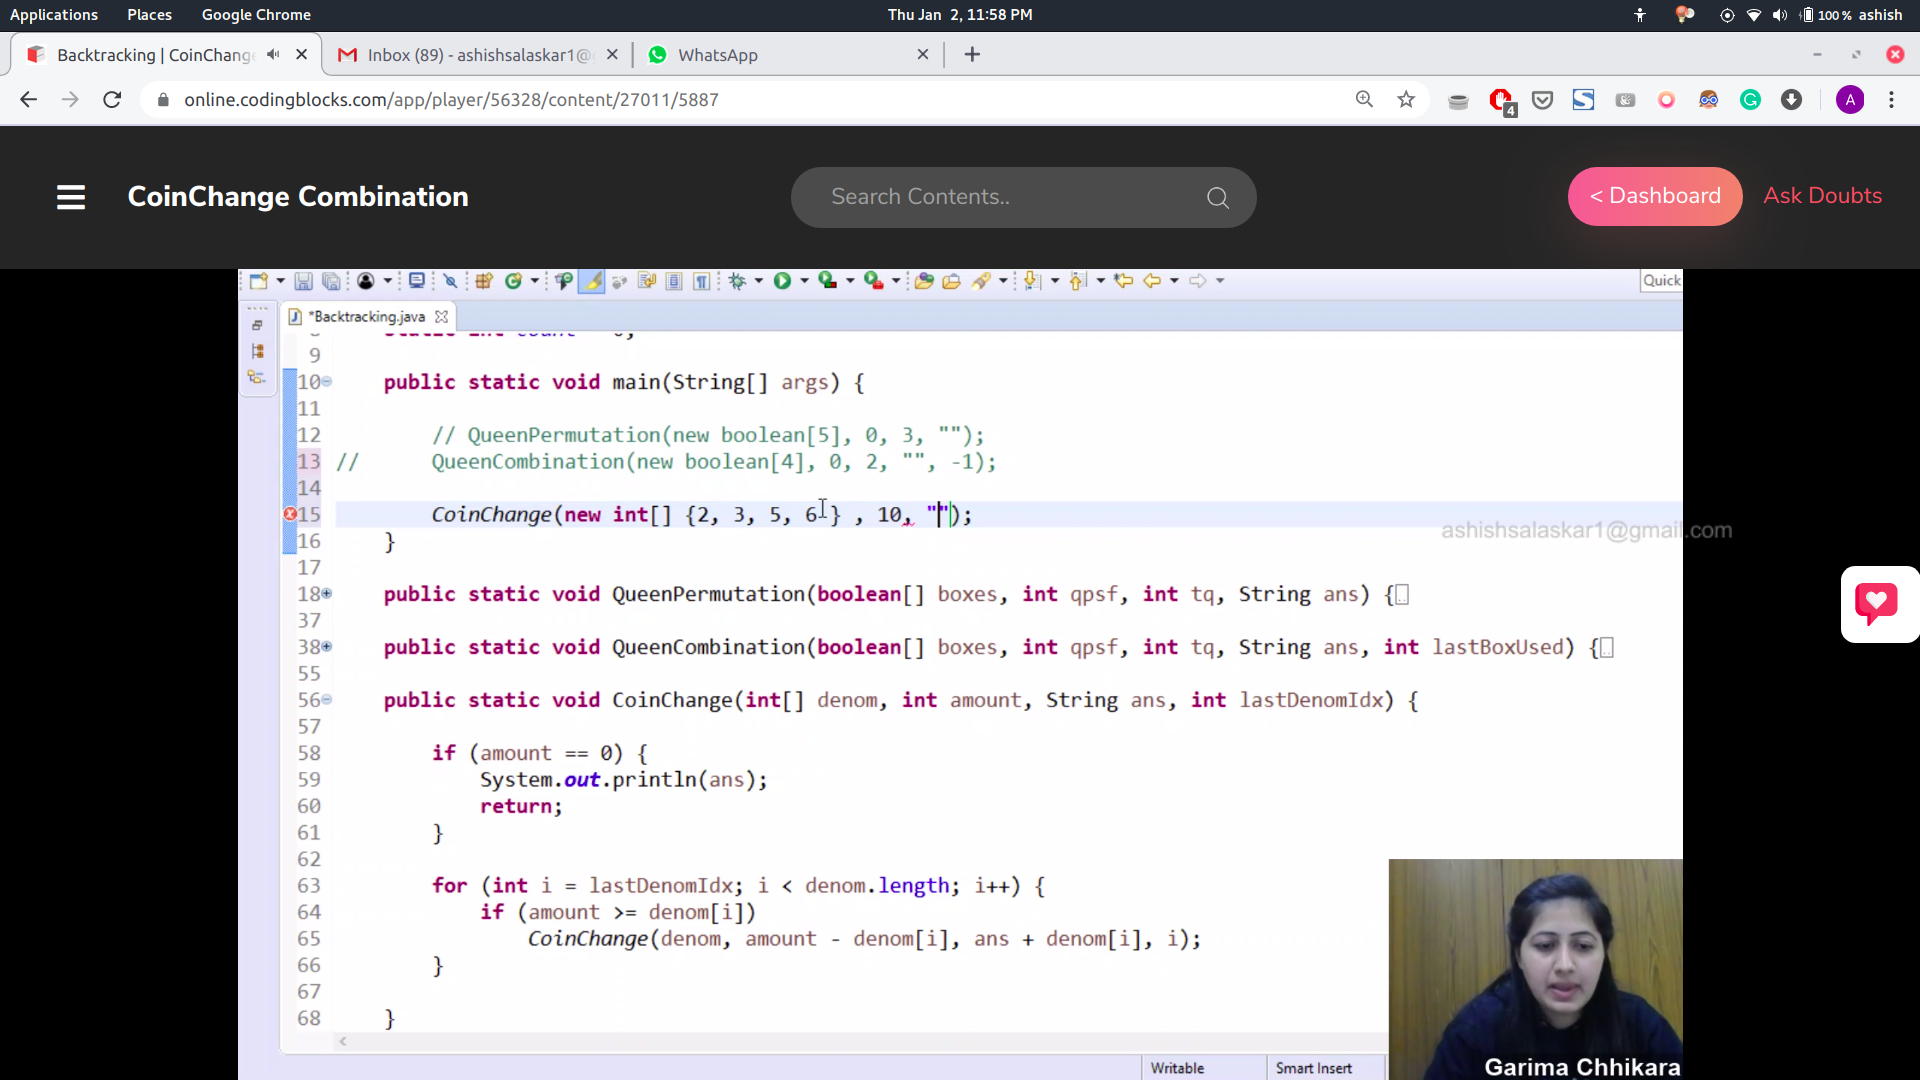 Applications Places Google Chrome Thu Jan 2, 11:58 PM 100 % ashish
Backtracking | CoinChange Inbox (89) - ashishsalaskar1@ WhatsApp
online.codingblocks.com/app/player/56328/content/27011/5887 4 A
CoinChange Combination Search Contents.. < Dashboard Ask Doubts
Quick
*Backtracking.java
9
10 public static void main(String[] args) {
11
12 // QueenPermutation(new boolean[5], 0, 3, "");
13 // QueenCombination(new boolean[4], 0, 2, "", -1);
14
15 CoinChange(new int[] {2, 3, 5, 6 } , 10, "");
ashishsalaskar1@gmail.com
16 }
17
18 public static void QueenPermutation(boolean[] boxes, int qpsf, int tq, String ans) {
37
38 public static void QueenCombination(boolean[] boxes, int qpsf, int tq, String ans, int lastBoxUsed) {
55
56 public static void CoinChange(int[] denom, int amount, String ans, int lastDenomIdx) {
57
58 if (amount == 0) {
59 System.out.println(ans);
60 return;
61 }
62
63 for (int i = lastDenomIdx; i < denom.length; i++) {
64 if (amount >= denom[i])
65 CoinChange(denom, amount - denom[i], ans + denom[i], i);
66 }
67
68 }
Writable Smart Insert
Garima Chhikara